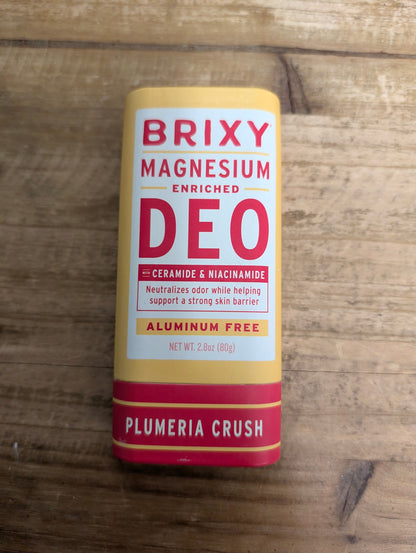 BRIXY
MAGNESIUM
ENRICHED
DEO
WITH CERAMIDE & NIACINAMIDE
Neutralizes odor while helping
support a strong skin barrier
ALUMINUM FREE
NET WT. 2.8oz (80g)
PLUMERIA CRUSH